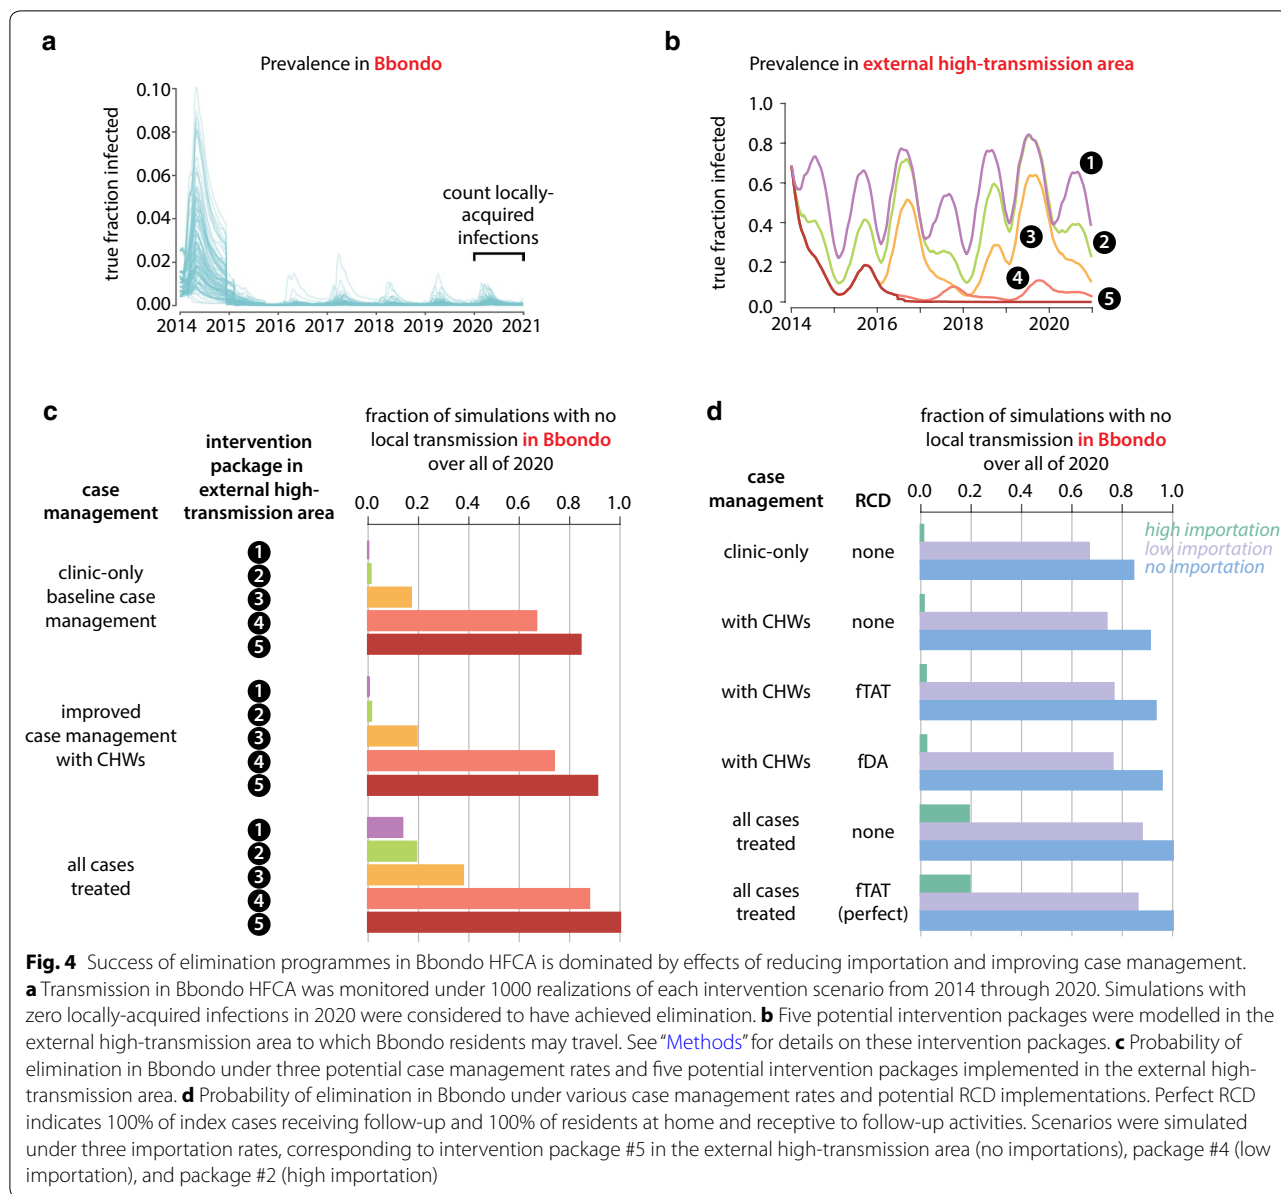 a
Prevalence in Bbondo
true fraction infected
0.10
0.08
0.06
0.04
0.02
0.00
2014 2015 2016 2017 2018 2019 2020 2021
count locally-
acquired
infections
b
Prevalence in external high-transmission area
true fraction infected
1.0
0.8
0.6
0.4
0.2
0.0
2014 2016 2018 2020
1
2
3
4
5
c
case
management
intervention
package in
external high-
transmission area
fraction of simulations with no
local transmission in Bbondo
over all of 2020
0.0 0.2 0.4 0.6 0.8 1.0
clinic-only
baseline case
management
1
2
3
4
5
improved
case management
with CHWs
1
2
3
4
5
all cases
treated
1
2
3
4
5
d
case
management
RCD
fraction of simulations with no
local transmission in Bbondo
over all of 2020
0.0 0.2 0.4 0.6 0.8 1.0
high importation
low importation
no importation
clinic-only none
with CHWs none
with CHWs fTAT
with CHWs fDA
all cases
treated
none
all cases
treated
fTAT
(perfect)
Fig. 4 Success of elimination programmes in Bbondo HFCA is dominated by effects of reducing importation and improving case management.
a Transmission in Bbondo HFCA was monitored under 1000 realizations of each intervention scenario from 2014 through 2020. Simulations with
zero locally-acquired infections in 2020 were considered to have achieved elimination. b Five potential intervention packages were modelled in the
external high-transmission area to which Bbondo residents may travel. See "Methods" for details on these intervention packages. c Probability of
elimination in Bbondo under three potential case management rates and five potential intervention packages implemented in the external high-
transmission area. d Probability of elimination in Bbondo under various case management rates and potential RCD implementations. Perfect RCD
indicates 100% of index cases receiving follow-up and 100% of residents at home and receptive to follow-up activities. Scenarios were simulated
under three importation rates, corresponding to intervention package #5 in the external high-transmission area (no importations), package #4 (low
importation), and package #2 (high importation)